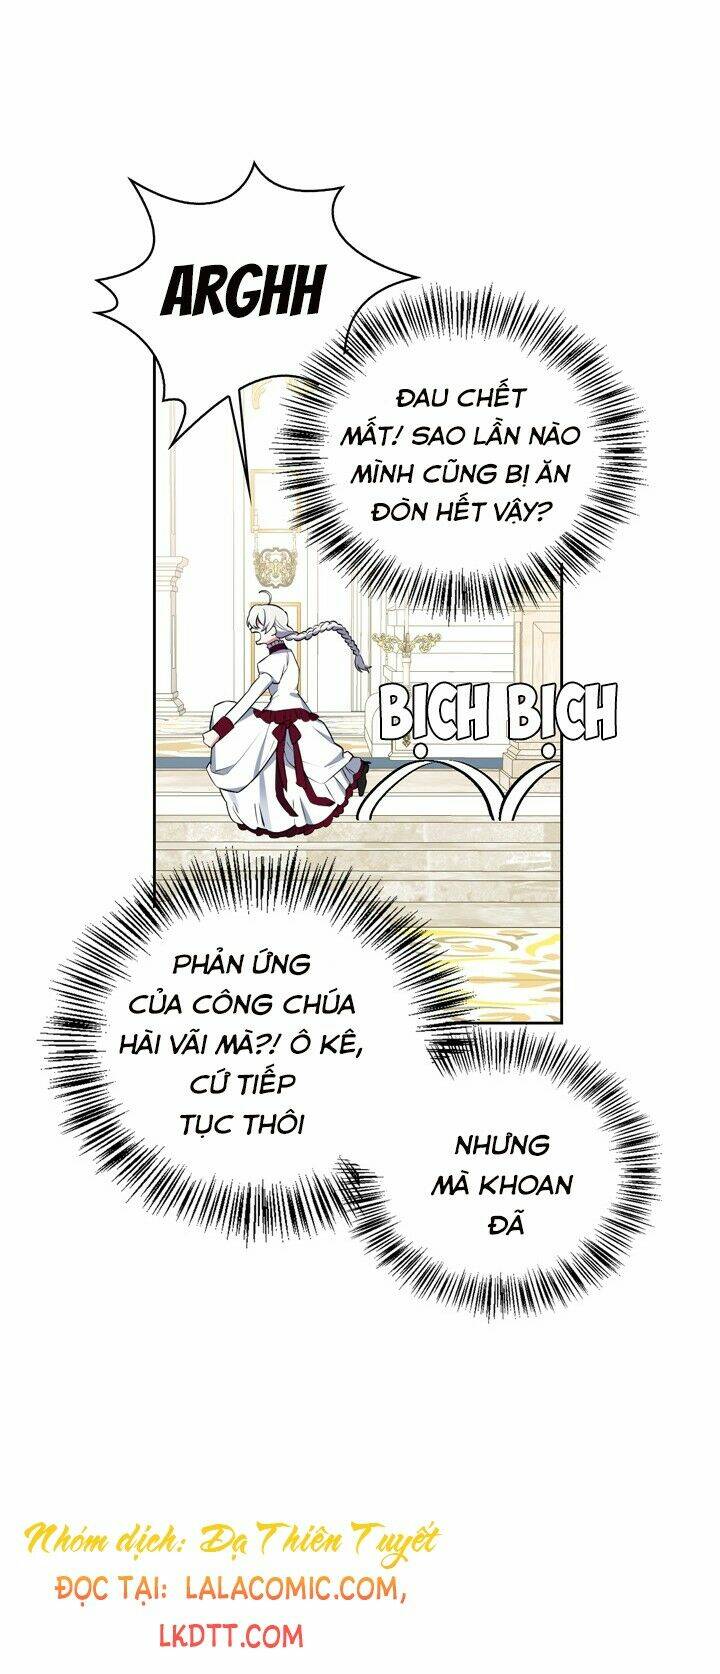 ARGHH
ĐAU CHẾT
MẤT! SAO LẦN NÀO
MÌNH CŨNG BỊ ĂN
ĐÒN HẾT VẬY?
BỊCH BỊCH
PHẢN ỨNG
CỦA CÔNG CHÚA
HÀI VÃI MÀ?! Ô KÊ,
CỨ TIẾP
TỤC THÔI
NHƯNG
MÀ KHOAN
ĐÃ
Nhóm dịch: Dạ Thiên Tuyết
ĐỌC TẠI: LALACOMIC.COM,
LKDTT.COM